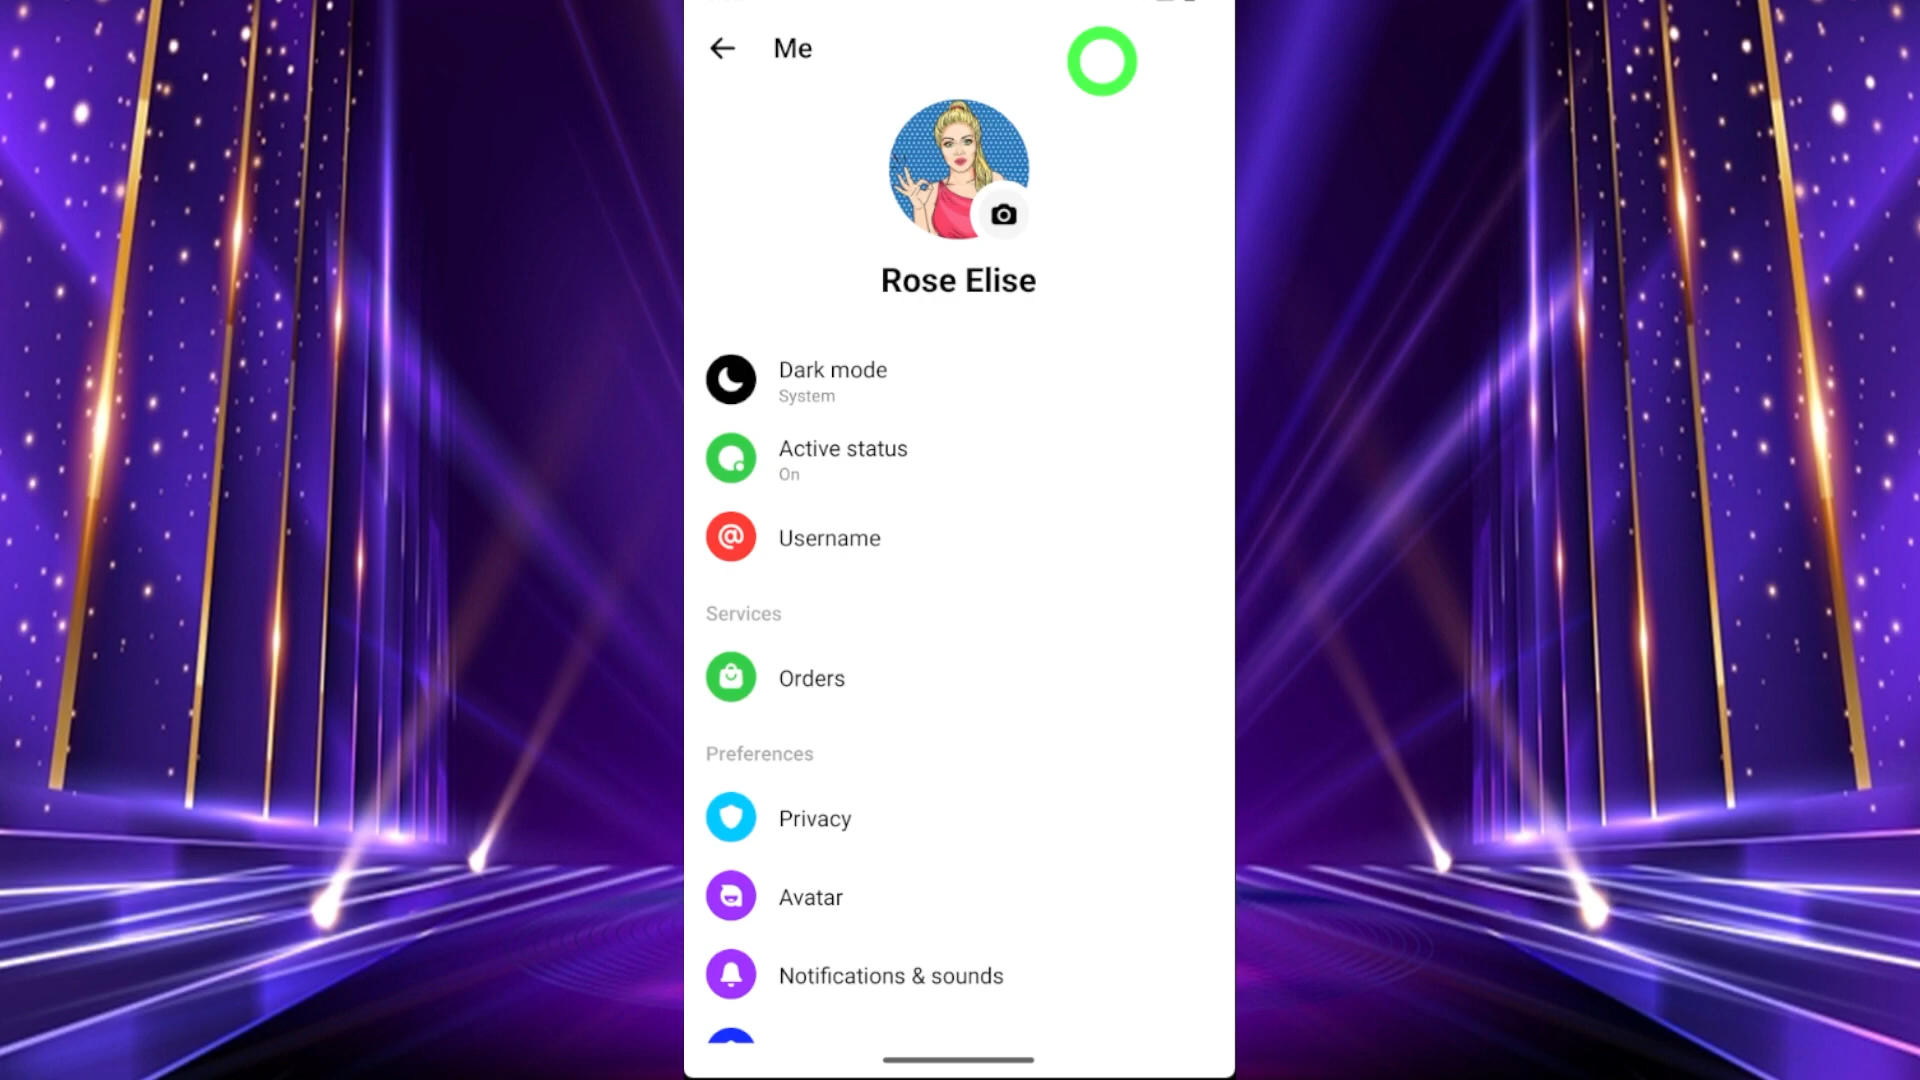 Me
Rose Elise
Dark mode
System
Active status
On
Username
Services
Orders
Preferences
Privacy
Avatar
Notifications & sounds